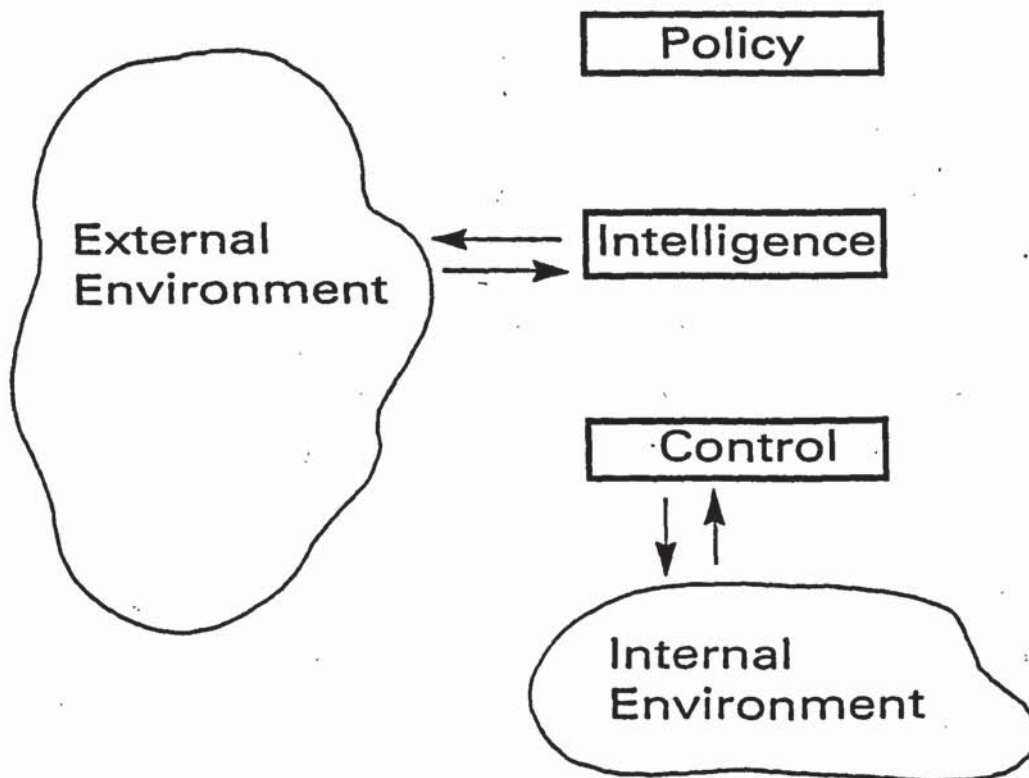 Policy
External
Environment
Intelligence
Control
Internal
Environment